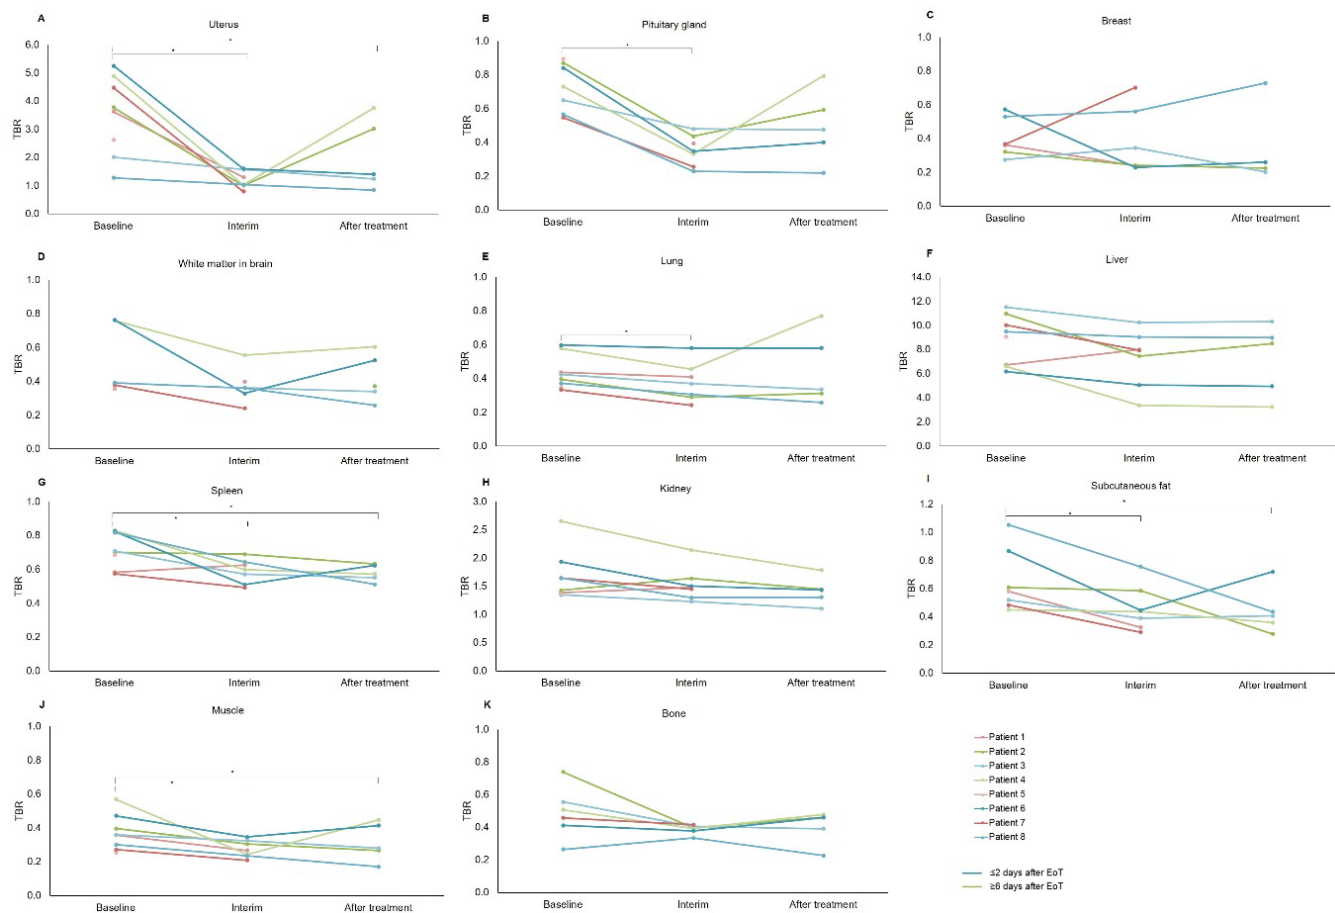 A
Uterus
*
*
6.0
5.0
4.0
3.0
2.0
1.0
0.0
TBR
Baseline Interim After treatment
B
Pituitary gland
*
1.0
0.8
0.6
0.4
0.2
0.0
TBR
Baseline Interim After treatment
C
Breast
1.0
0.8
0.6
0.4
0.2
0.0
TBR
Baseline Interim After treatment
D
White matter in brain
1.0
0.8
0.6
0.4
0.2
0.0
TBR
Baseline Interim After treatment
E
Lung
*
1.0
0.8
0.6
0.4
0.2
0.0
TBR
Baseline Interim After treatment
F
Liver
14.0
12.0
10.0
8.0
6.0
4.0
2.0
0.0
TBR
Baseline Interim After treatment
G
Spleen
*
*
1.0
0.8
0.6
0.4
0.2
0.0
TBR
Baseline Interim After treatment
H
Kidney
3.0
2.5
2.0
1.5
1.0
0.5
0.0
TBR
Baseline Interim After treatment
I
Subcutaneous fat
*
*
1.2
1.0
0.8
0.6
0.4
0.2
0.0
TBR
Baseline Interim After treatment
J
Muscle
*
*
1.0
0.8
0.6
0.4
0.2
0.0
TBR
Baseline Interim After treatment
K
Bone
1.0
0.8
0.6
0.4
0.2
0.0
TBR
Baseline Interim After treatment
Patient 1
Patient 2
Patient 3
Patient 4
Patient 5
Patient 6
Patient 7
Patient 8
≤2 days after EoT
≥6 days after EoT